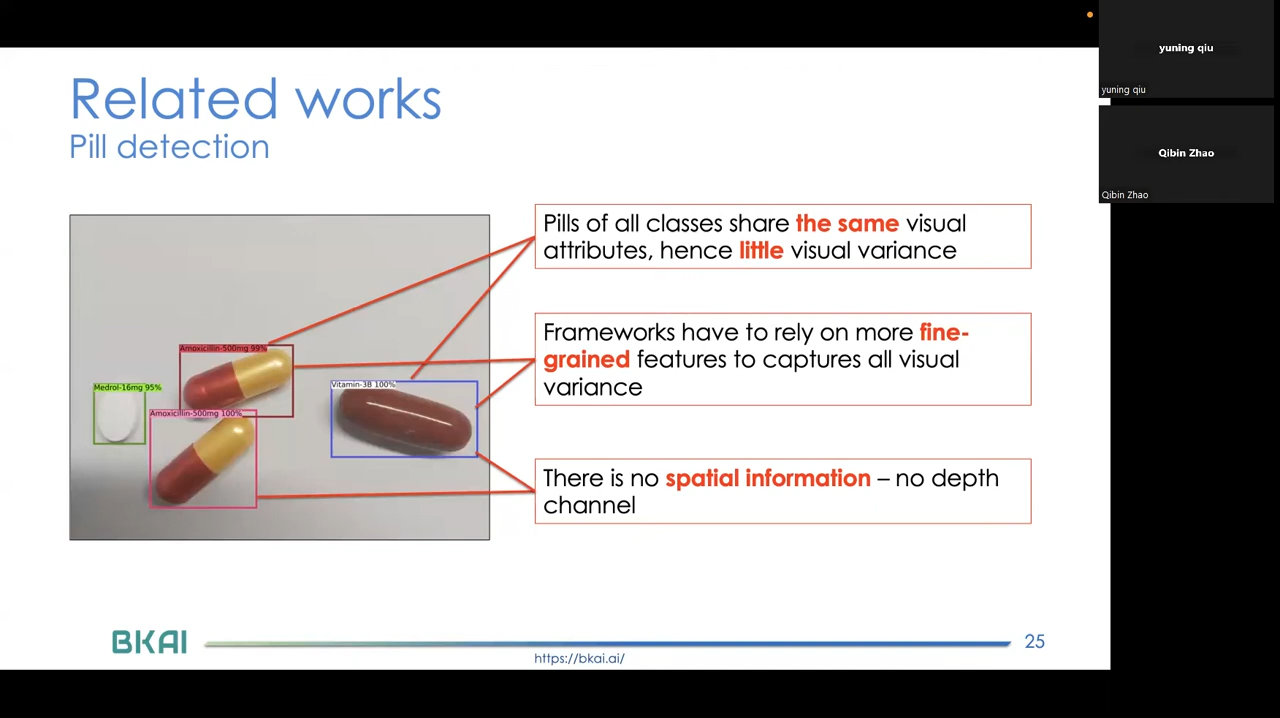 Related works
Pill detection
Pills of all classes share the same visual
attributes, hence little visual variance
Frameworks have to rely on more fine-
grained features to captures all visual
variance
There is no spatial information – no depth
channel
Amoxicillin-500mg 99%
Medrol-16mg 95%
Vitamin-3B 100%
Amoxicillin-500mg 100%
BKAI
https://bkai.ai/
25
yuning qiu
yuning qiu
Qibin Zhao
Qibin Zhao